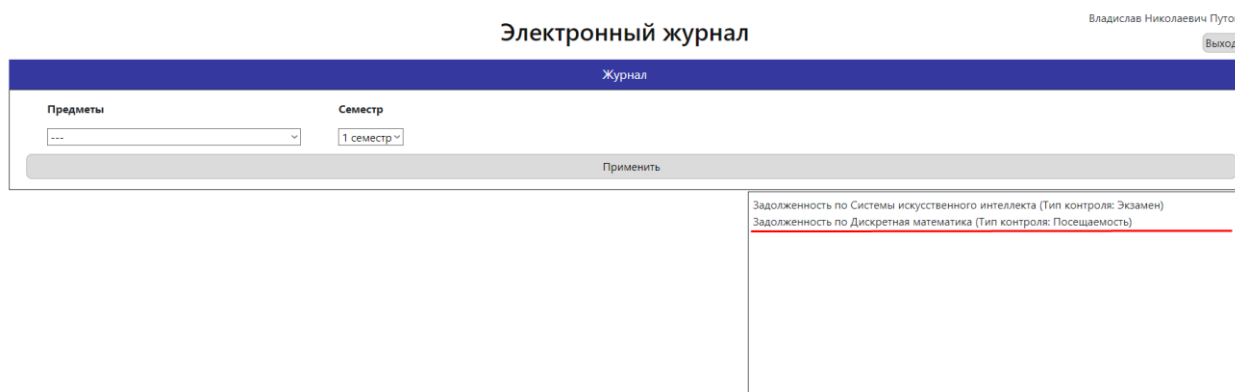 Владислав Николаевич
Электронный журнал
Выход
Журнал
Предметы
Семестр
---
1 семестр
Применить
Задолженность по Системы искусственного интеллекта (Тип контроля: Экзамен)
Задолженность по Дискретная математика (Тип контроля: Посещаемость)